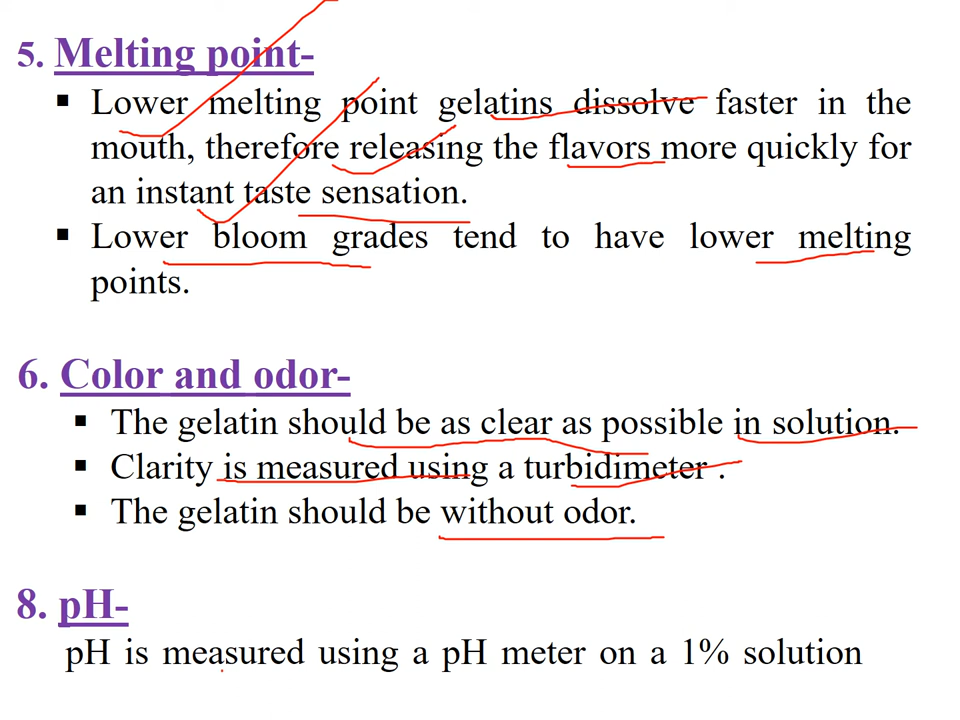 5. Melting point-
▪ Lower melting point gelatins dissolve faster in the
mouth, therefore releasing the flavors more quickly for
an instant taste sensation.
▪ Lower bloom grades tend to have lower melting
points.
6. Color and odor-
▪ The gelatin should be as clear as possible in solution.
▪ Clarity is measured using a turbidimeter .
▪ The gelatin should be without odor.
8. pH-
pH is measured using a pH meter on a 1% solution